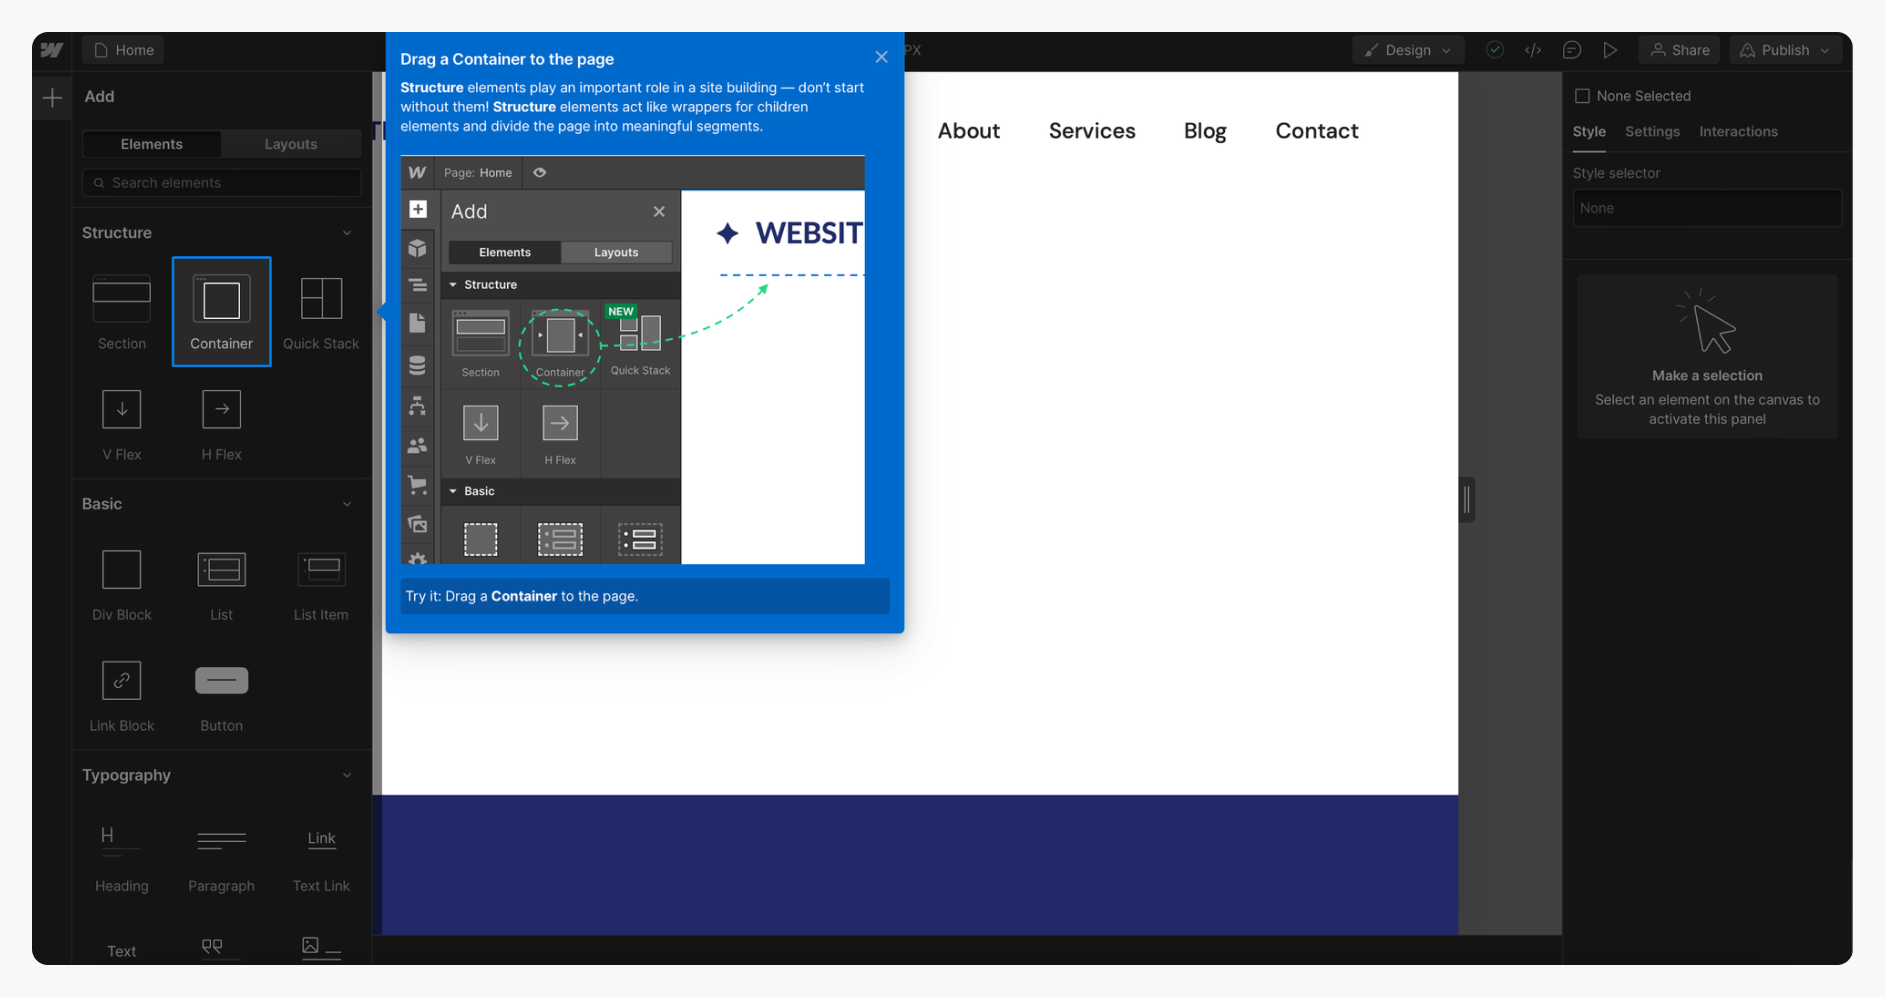 Home
PX
Design
Share
Publish
Add
Elements
Layouts
Search elements
Structure
Section
Container
Quick Stack
V Flex
H Flex
Basic
Div Block
List
List Item
Link Block
Button
Typography
H
Link
Heading
Paragraph
Text Link
Text
Drag a Container to the page
Structure elements play an important role in a site building — don’t start
without them! Structure elements act like wrappers for children
elements and divide the page into meaningful segments.
Page: Home
Add
Elements
Layouts
Structure
NEW
Section
Container
Quick Stack
V Flex
H Flex
Basic
WEBSIT
Try it: Drag a Container to the page.
About
Services
Blog
Contact
None Selected
Style
Settings
Interactions
Style selector
None
Make a selection
Select an element on the canvas to
activate this panel